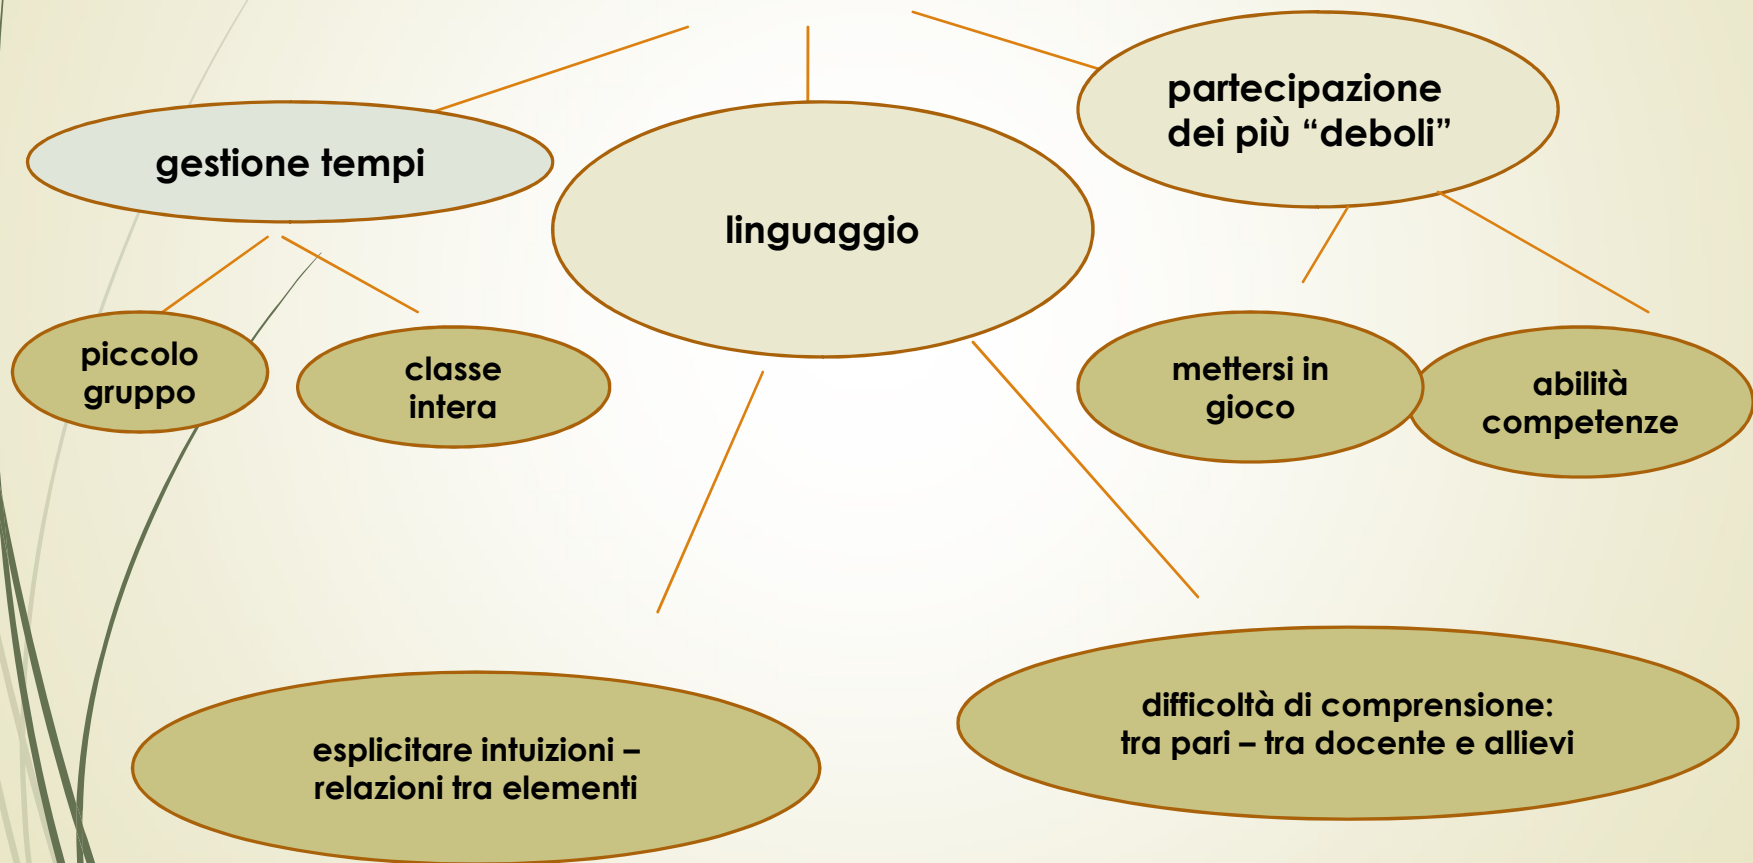 partecipazione
dei più “deboli”
gestione tempi
linguaggio
piccolo
gruppo
classe
intera
mettersi in
gioco
abilità
competenze
esplicitare intuizioni –
relazioni tra elementi
difficoltà di comprensione:
tra pari – tra docente e allievi